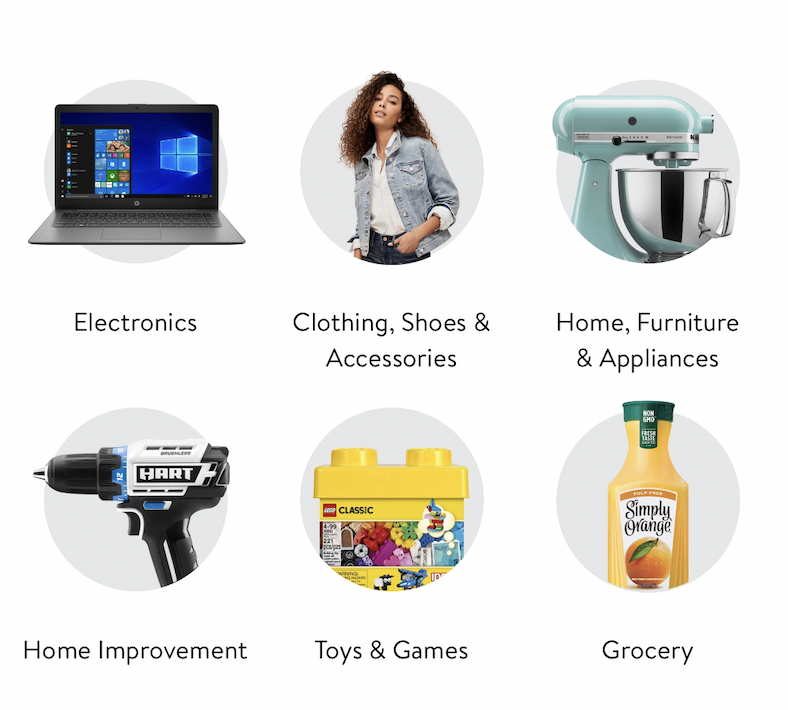 Electronics
Clothing, Shoes &
Accessories
Home, Furniture
& Appliances
BRUSHLESS
HART
12
LEGO CLASSIC
4-99
221
NON
GMO
FRESH
TASTE
PULP FREE
Simply
Orange
Home Improvement
Toys & Games
Grocery